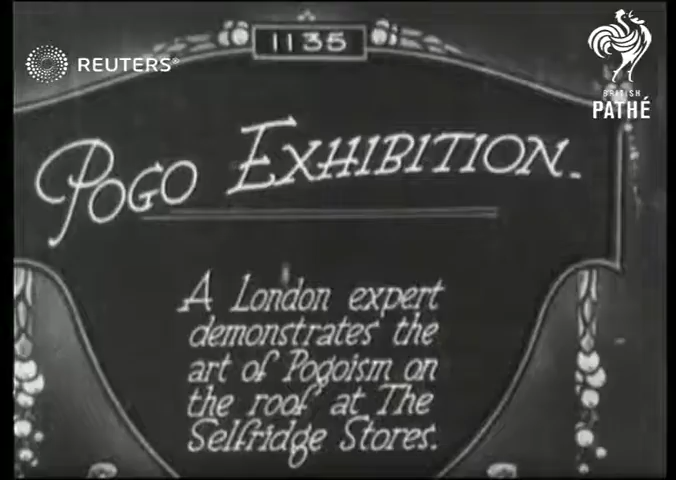 1135
REUTERS®
BRITISH
PATHÉ
POGO EXHIBITION.
A London expert
demonstrates the
art of Pogoism on
the roof at The
Selfridge Stores.